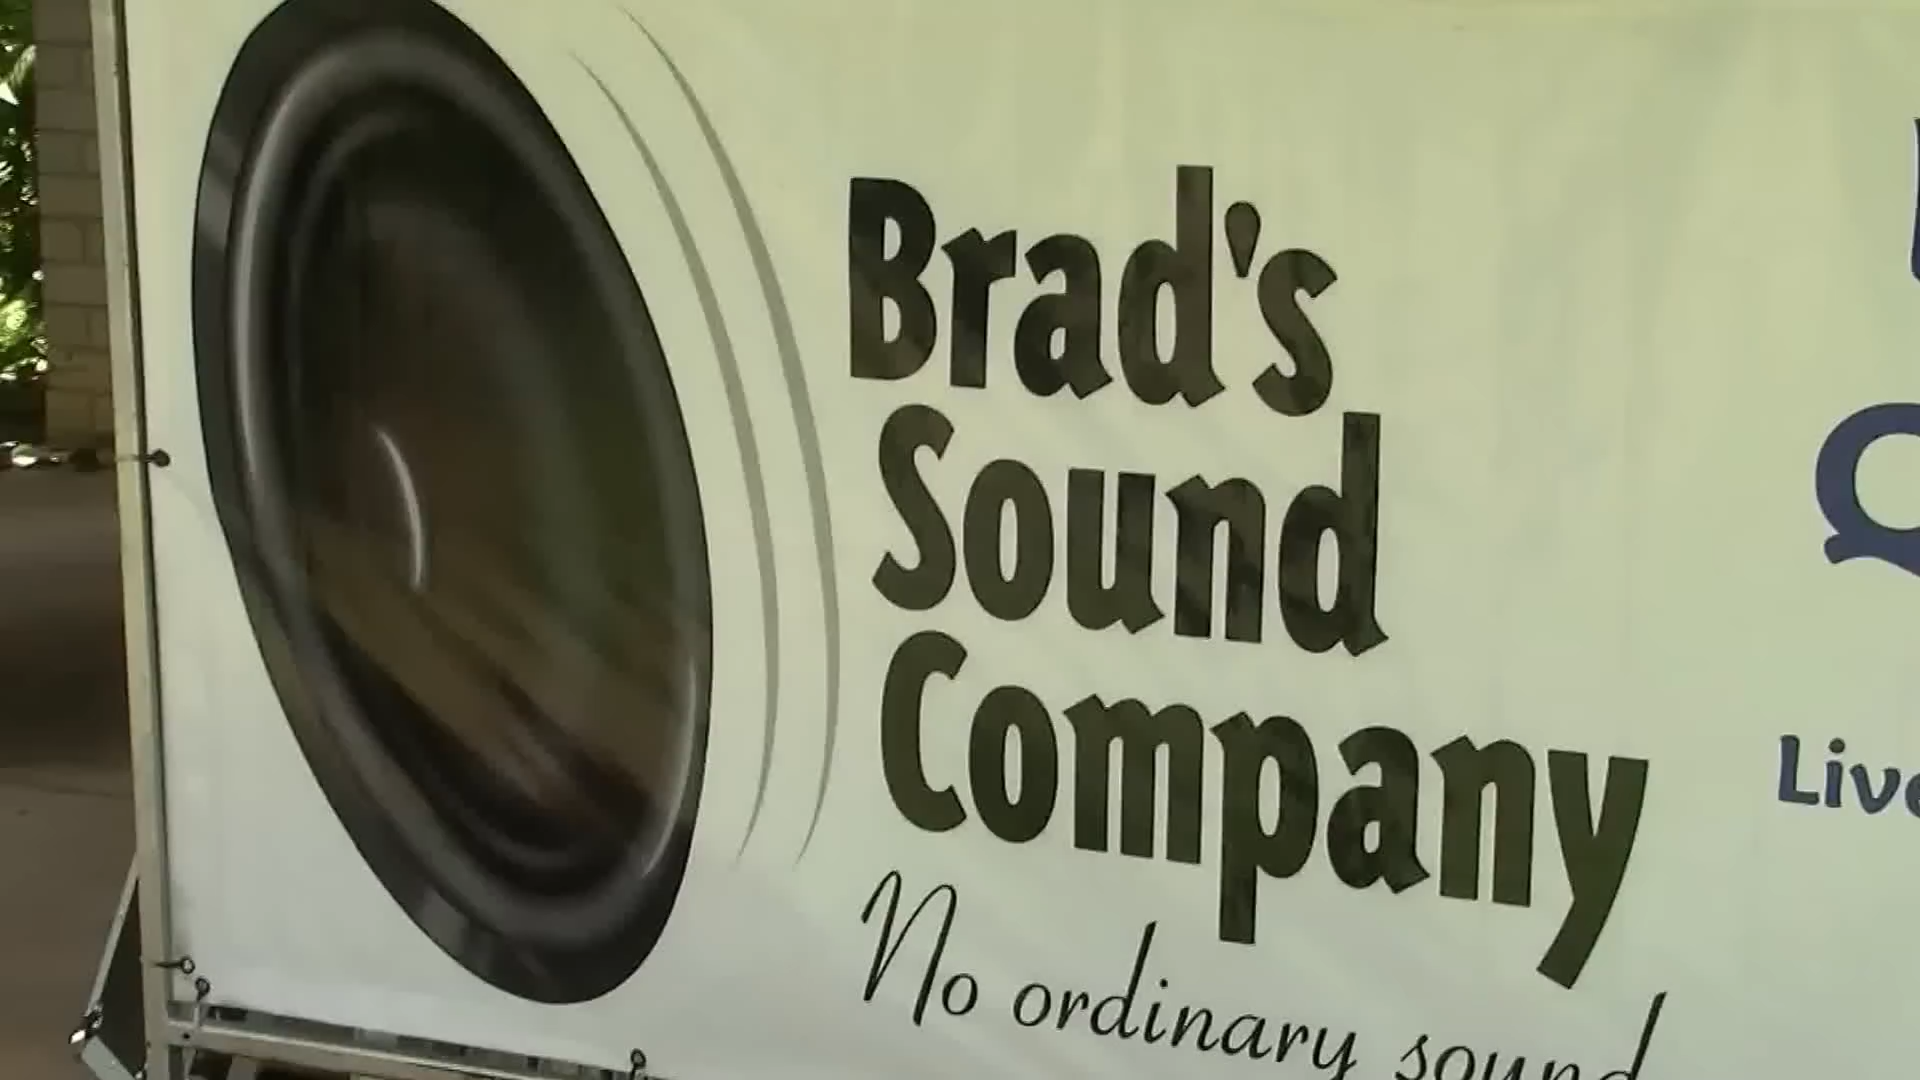 Brad's
Sound
Company
No ordinary sound
Live